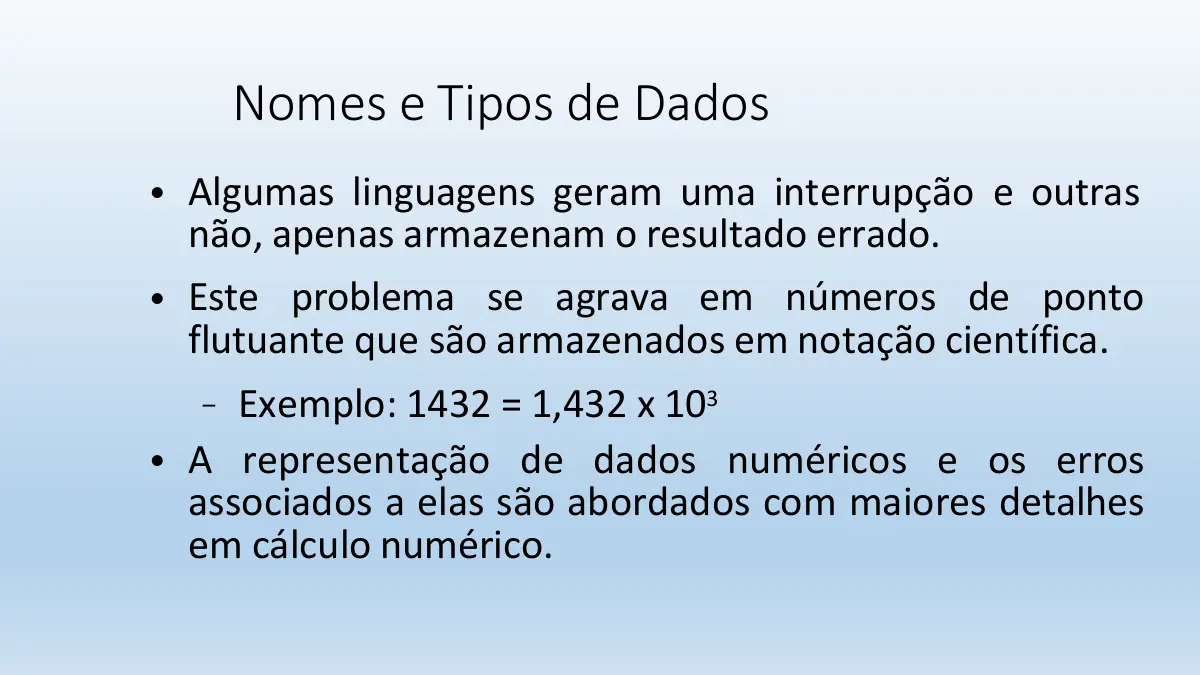 Nomes e Tipos de Dados
• Algumas linguagens geram uma interrupção e outras
não, apenas armazenam o resultado errado.
• Este problema se agrava em números de ponto
flutuante que são armazenados em notação científica.
– Exemplo: 1432 = 1,432 x 10³
• A representação de dados numéricos e os erros
associados a elas são abordados com maiores detalhes
em cálculo numérico.